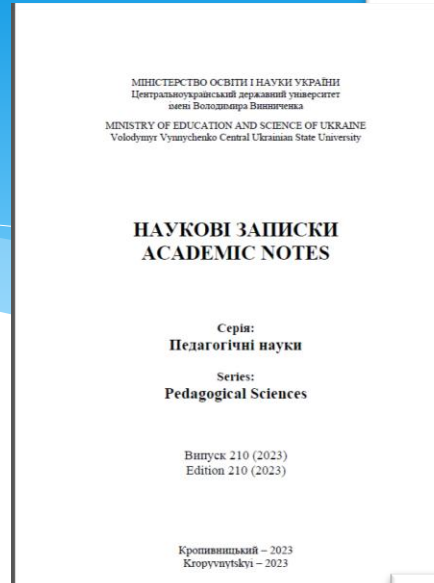 МІНІСТЕРСТВО ОСВІТИ І НАУКИ УКРАЇНИ
Центральноукраїнський державний університет
імені Володимира Винниченка
MINISTRY OF EDUCATION AND SCIENCE OF UKRAINE
Volodymyr Vynnychenko Central Ukrainian State University
НАУКОВІ ЗАПИСКИ
ACADEMIC NOTES
Серія:
Педагогічні науки
Series:
Pedagogical Sciences
Випуск 210 (2023)
Edition 210 (2023)
Кропивницький – 2023
Kropyvnytskyi – 2023